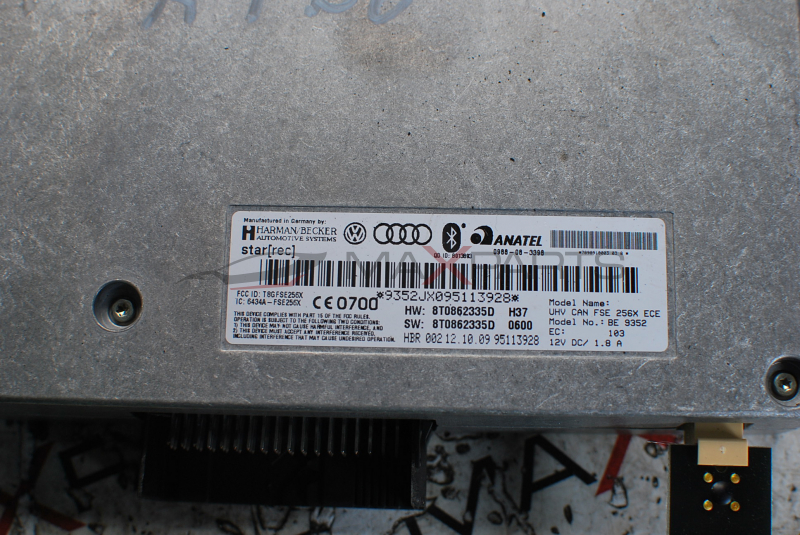 Manufactured in Germany by:
HARMAN/BECKER
AUTOMOTIVE SYSTEMS
ANATEL
0988-08-3398
star[rec]
MAXPARTS
*9352JX095113928*
FCC ID: T8GFSE256X
IC: 6434A-FSE256X
CE0700
HW: 8T0862335D H37
SW: 8T0862335D 0600
HBR 002 12.10.09 95113928
THIS DEVICE COMPLIES WITH PART 15 OF THE FCC RULES.
OPERATION IS SUBJECT TO THE FOLLOWING TWO CONDITIONS:
1) THIS DEVICE MAY NOT CAUSE HARMFUL INTERFERENCE, AND
2) THIS DEVICE MUST ACCEPT ANY INTERFERENCE RECEIVED,
INCLUDING INTERFERENCE THAT MAY CAUSE UNDESIRED OPERATION.
Model Name:
UHV CAN FSE 256X ECE
Model No.: BE 9352
EC: 103
12V DC/ 1.8 A